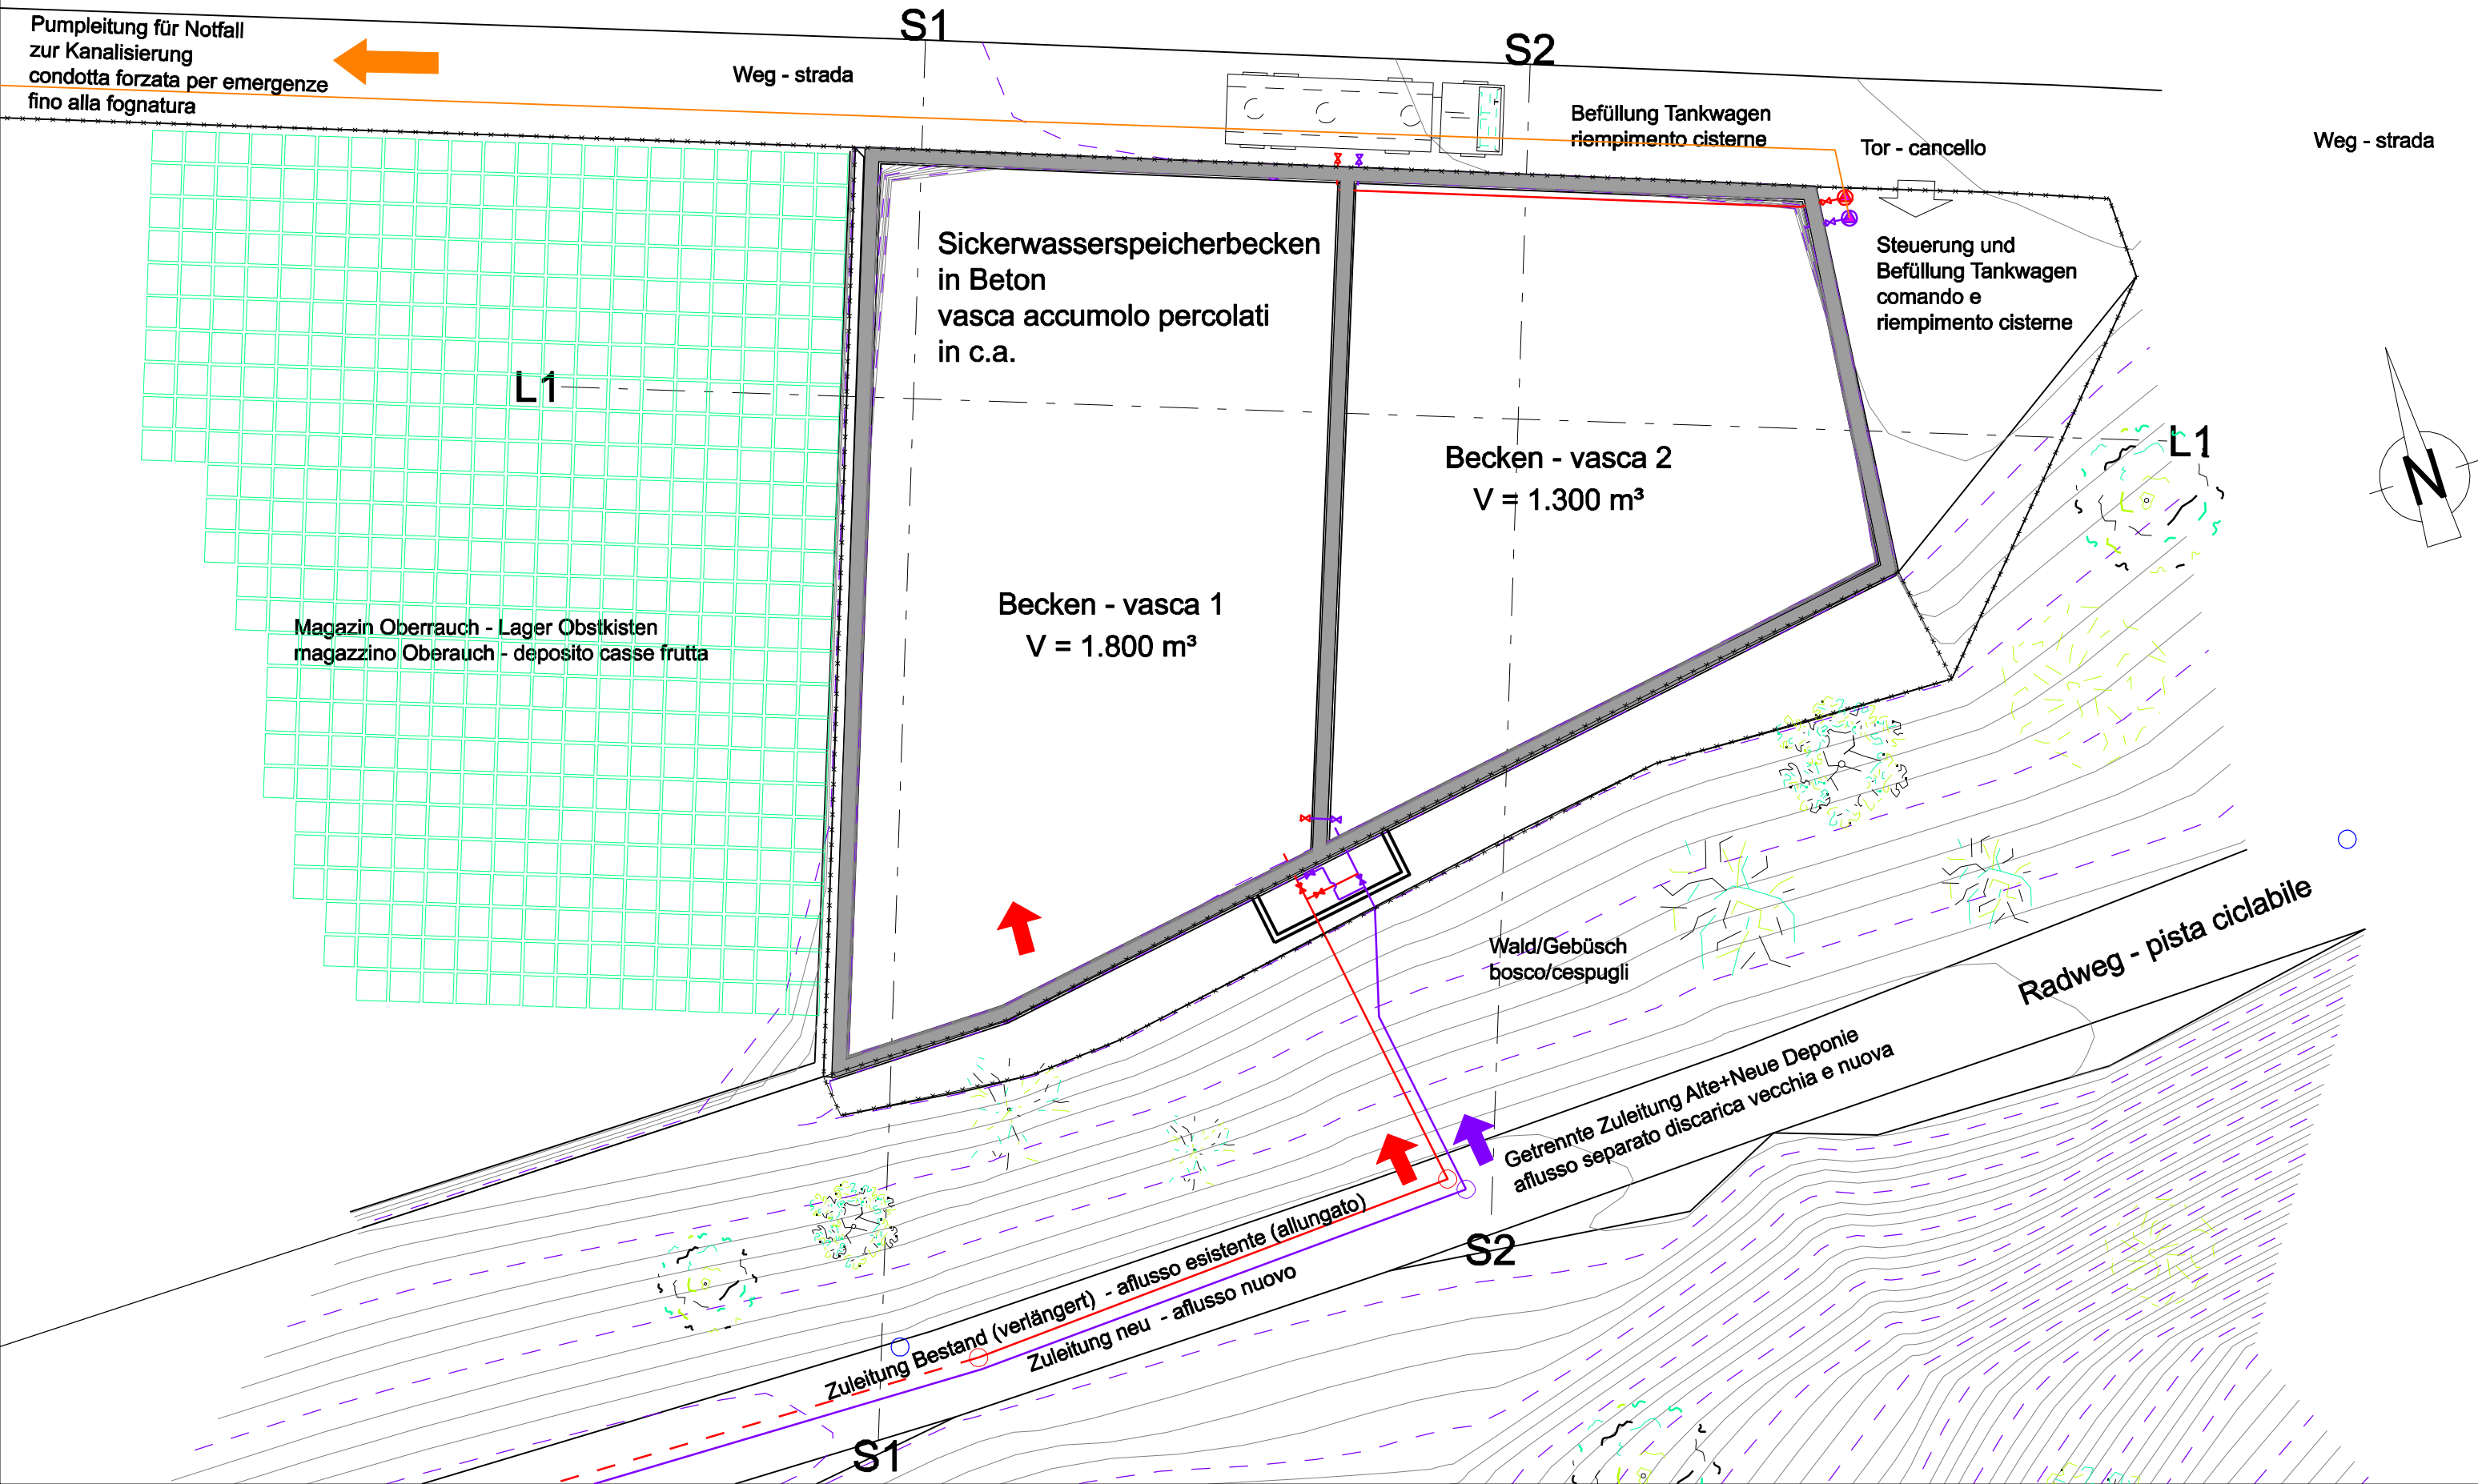 S1
S2
Pumpleitung für Notfall
zur Kanalisierung
condotta forzata per emergenze
fino alla fognatura
Weg - strada
Befüllung Tankwagen
riempimento cisterne
Tor - cancello
Weg - strada
Sickerwasserspeicherbecken
in Beton
vasca accumolo percolati
in c.a.
Steuerung und
Befüllung Tankwagen
comando e
riempimento cisterne
L1
L1
N
Becken - vasca 2
V = 1.300 m³
Becken - vasca 1
V = 1.800 m³
Magazin Oberrauch - Lager Obstkisten
magazzino Oberauch - deposito casse frutta
Wald/Gebüsch
bosco/cespugli
Radweg - pista ciclabile
Getrennte Zuleitung Alte+Neue Deponie
aflusso separato discarica vecchia e nuova
Zuleitung Bestand (verlängert) - aflusso esistente (allungato)
Zuleitung neu - aflusso nuovo
S2
S1